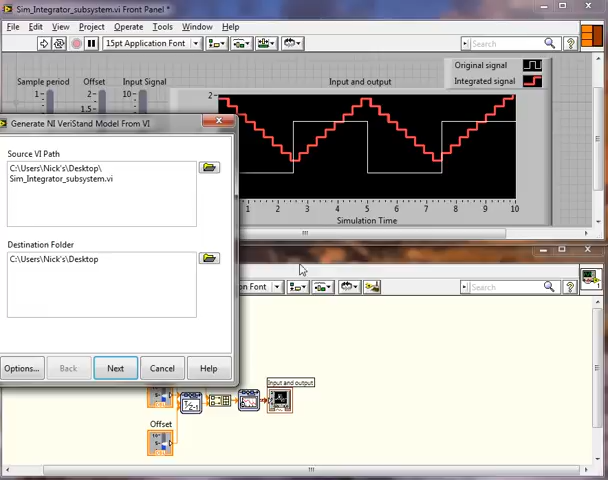 Sim_Integrator_subsystem.vi Front Panel *
File Edit View Project Operate Tools Window Help
15pt Application Font
Search
Original signal
Integrated signal
Sample period Offset Input Signal
1 2 1
1.5
Input and output
2
1 2 3 4 5 6 7 8 9 10
Simulation Time
Generate NI VeriStand Model From VI
Source VI Path
C:\Users\Nick's\Desktop\
Sim_Integrator_subsystem.vi
Destination Folder
C:\Users\Nick's\Desktop
Options... Back Next Cancel Help
on Font
Search
Input and output
Offset